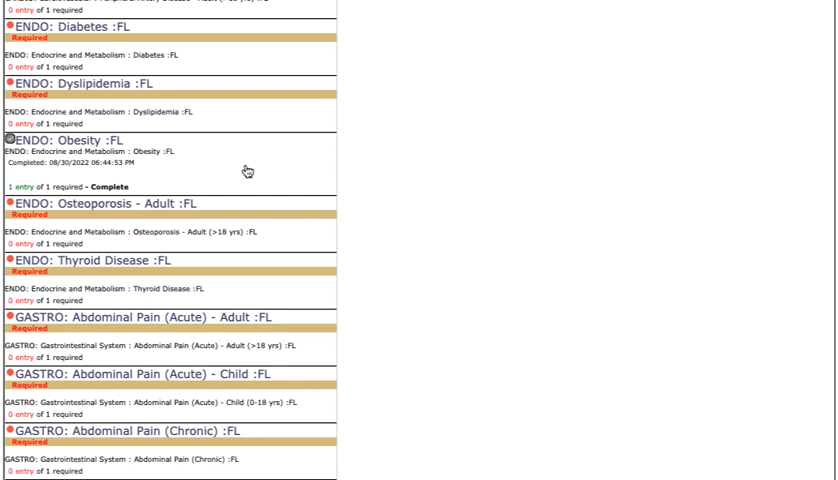 0 entry of 1 required
ENDO: Diabetes :FL
Required
ENDO: Endocrine and Metabolism : Diabetes :FL
0 entry of 1 required
ENDO: Dyslipidemia :FL
Required
ENDO: Endocrine and Metabolism : Dyslipidemia :FL
0 entry of 1 required
ENDO: Obesity :FL
ENDO: Endocrine and Metabolism : Obesity :FL
Completed: 08/30/2022 06:44:53 PM
1 entry of 1 required - Complete
ENDO: Osteoporosis - Adult :FL
Required
ENDO: Endocrine and Metabolism : Osteoporosis - Adult (>18 yrs) :FL
0 entry of 1 required
ENDO: Thyroid Disease :FL
Required
ENDO: Endocrine and Metabolism : Thyroid Disease :FL
0 entry of 1 required
GASTRO: Abdominal Pain (Acute) - Adult :FL
Required
GASTRO: Gastrointestinal System : Abdominal Pain (Acute) - Adult (>18 yrs) :FL
0 entry of 1 required
GASTRO: Abdominal Pain (Acute) - Child :FL
Required
GASTRO: Gastrointestinal System : Abdominal Pain (Acute) - Child (0-18 yrs) :FL
0 entry of 1 required
GASTRO: Abdominal Pain (Chronic) :FL
Required
GASTRO: Gastrointestinal System : Abdominal Pain (Chronic) :FL
0 entry of 1 required